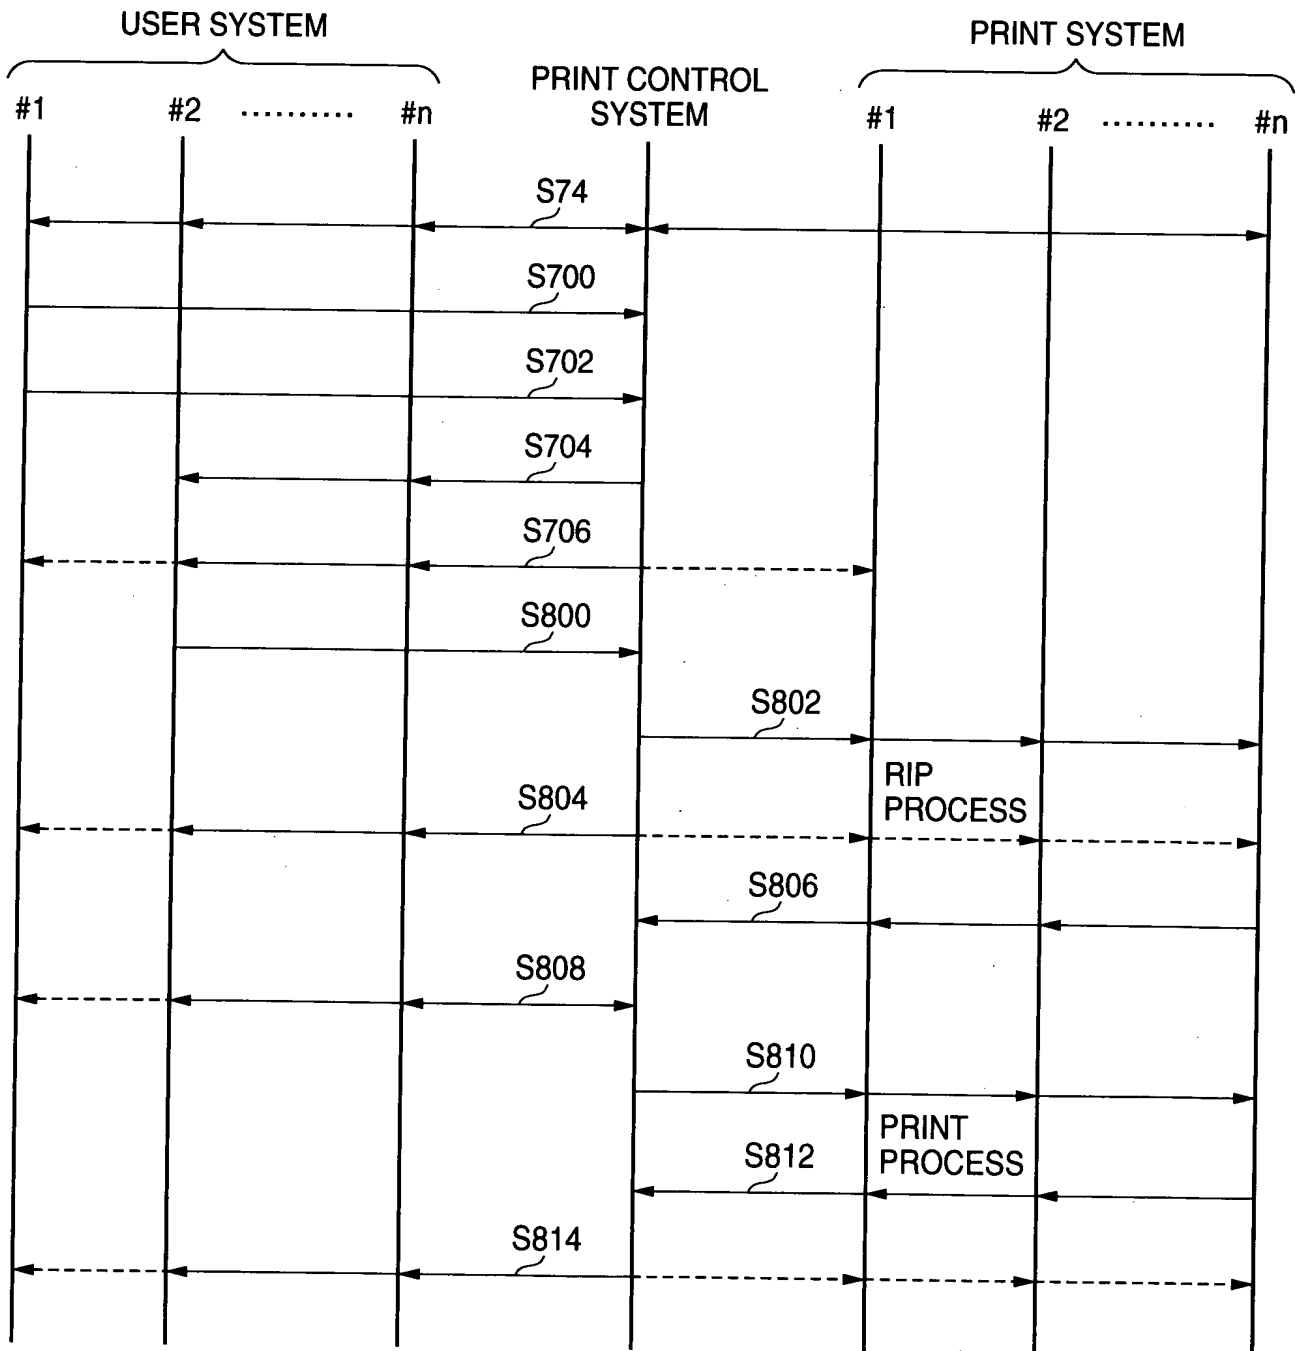 USER SYSTEM
PRINT SYSTEM
PRINT CONTROL
SYSTEM
#1 #2 .......... #n
#1 #2 .......... #n
S74
S700
S702
S704
S706
S800
S802
RIP
PROCESS
S804
S806
S808
S810
PRINT
PROCESS
S812
S814